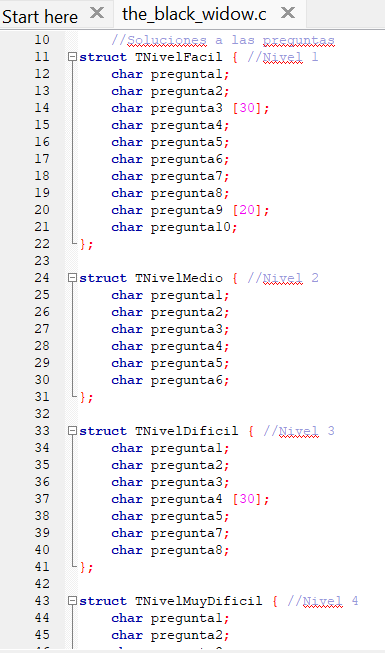 Start here
the_black_widow.c
10 //Soluciones a las preguntas
11 struct TNivelFacil { //Nivel 1
12 char pregunta1;
13 char pregunta2;
14 char pregunta3 [30];
15 char pregunta4;
16 char pregunta5;
17 char pregunta6;
18 char pregunta7;
19 char pregunta8;
20 char pregunta9 [20];
21 char pregunta10;
22 };
23
24 struct TNivelMedio { //Nivel 2
25 char pregunta1;
26 char pregunta2;
27 char pregunta3;
28 char pregunta4;
29 char pregunta5;
30 char pregunta6;
31 };
32
33 struct TNivelDificil { //Nivel 3
34 char pregunta1;
35 char pregunta2;
36 char pregunta3;
37 char pregunta4 [30];
38 char pregunta5;
39 char pregunta7;
40 char pregunta8;
41 };
42
43 struct TNivelMuyDificil { //Nivel 4
44 char pregunta1;
45 char pregunta2;